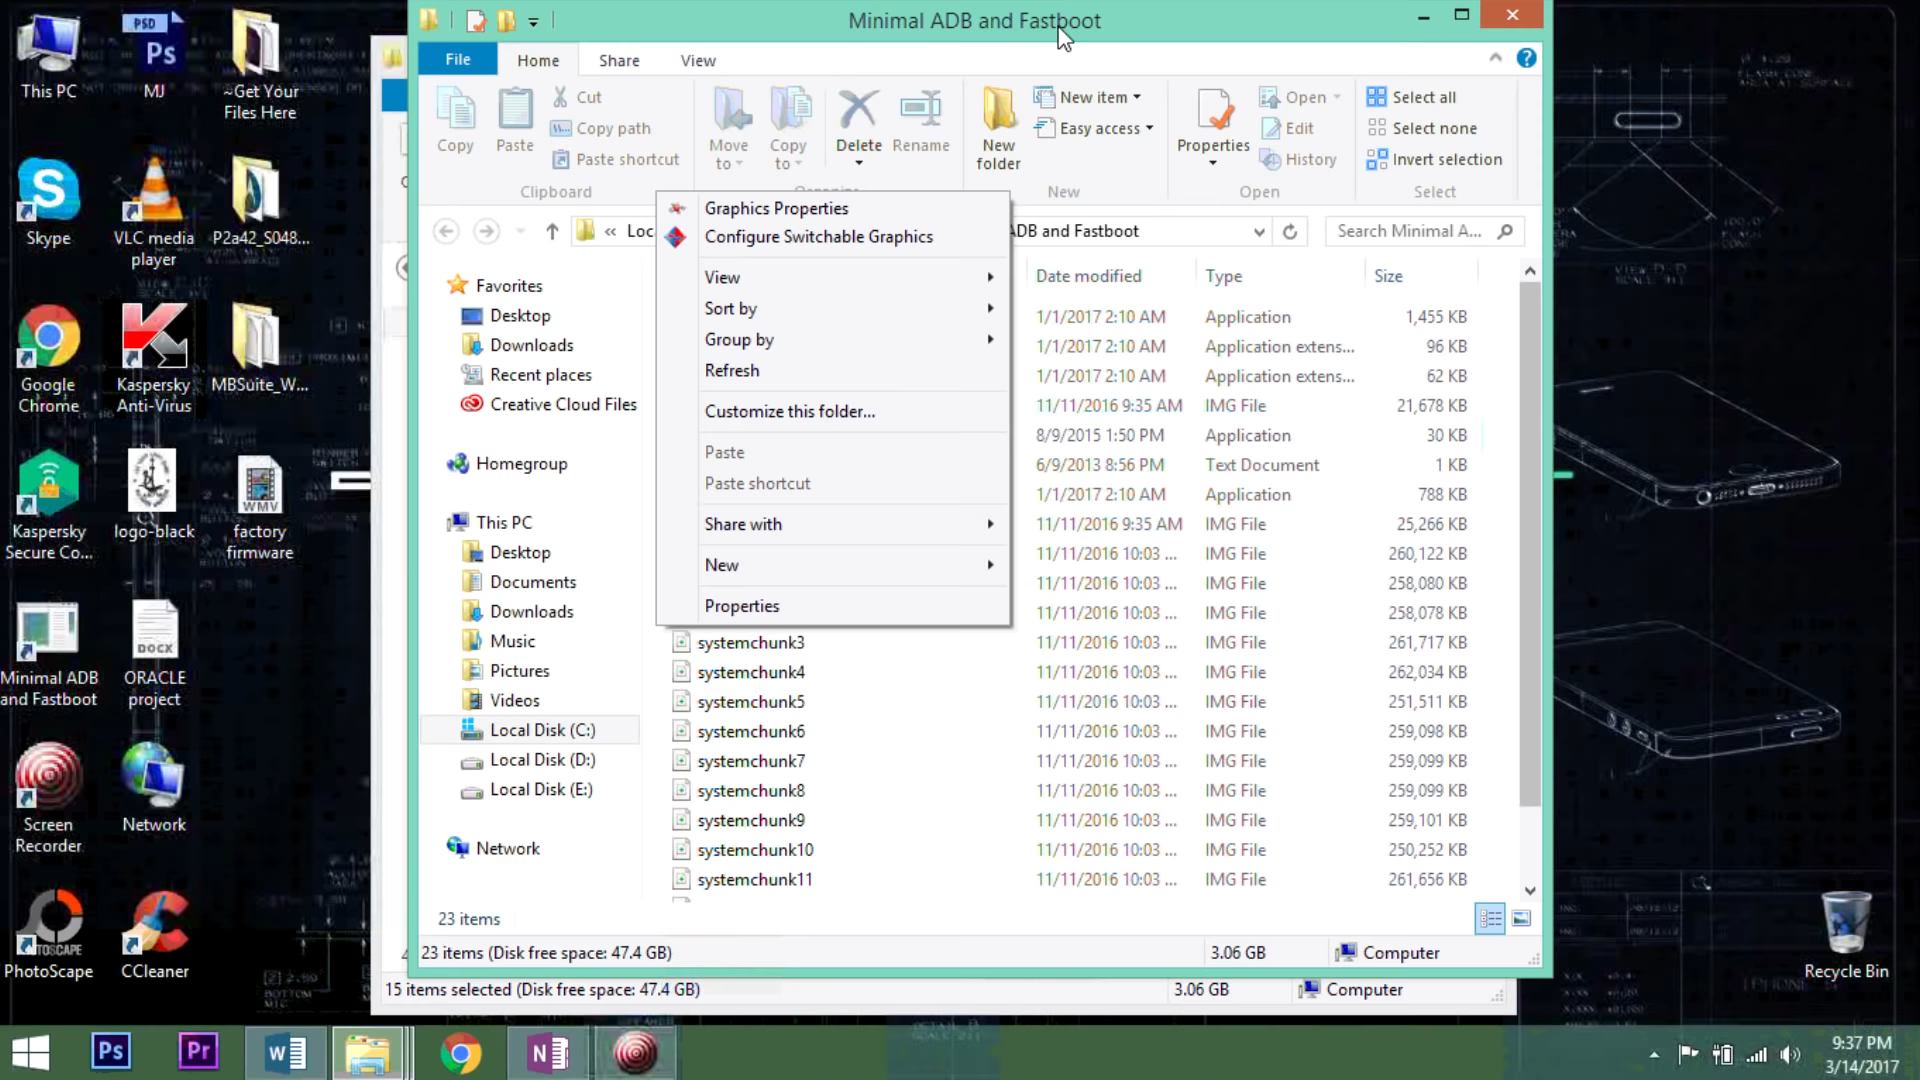 Minimal ADB and Fastboot
File
Home
Share
View
Copy
Paste
Cut
Copy path
Paste shortcut
Clipboard
Move to
Copy to
Delete
Rename
New folder
New item
Easy access
New
Properties
Open
Edit
History
Open
Select all
Select none
Invert selection
Select
« Loc
ADB and Fastboot
Search Minimal A...
Date modified
Type
Size
Graphics Properties
Configure Switchable Graphics
View
Sort by
Group by
Refresh
Customize this folder...
Paste
Paste shortcut
Share with
New
Properties
Favorites
Desktop
Downloads
Recent places
Creative Cloud Files
Homegroup
This PC
Desktop
Documents
Downloads
Music
Pictures
Videos
Local Disk (C:)
Local Disk (D:)
Local Disk (E:)
Network
1/1/2017 2:10 AM Application 1,455 KB
1/1/2017 2:10 AM Application extens... 96 KB
1/1/2017 2:10 AM Application extens... 62 KB
11/11/2016 9:35 AM IMG File 21,678 KB
8/9/2015 1:50 PM Application 30 KB
6/9/2013 8:56 PM Text Document 1 KB
1/1/2017 2:10 AM Application 788 KB
11/11/2016 9:35 AM IMG File 25,266 KB
11/11/2016 10:03 ... IMG File 260,122 KB
11/11/2016 10:03 ... IMG File 258,080 KB
11/11/2016 10:03 ... IMG File 258,078 KB
systemchunk3 11/11/2016 10:03 ... IMG File 261,717 KB
systemchunk4 11/11/2016 10:03 ... IMG File 262,034 KB
systemchunk5 11/11/2016 10:03 ... IMG File 251,511 KB
systemchunk6 11/11/2016 10:03 ... IMG File 259,098 KB
systemchunk7 11/11/2016 10:03 ... IMG File 259,099 KB
systemchunk8 11/11/2016 10:03 ... IMG File 259,099 KB
systemchunk9 11/11/2016 10:03 ... IMG File 259,101 KB
systemchunk10 11/11/2016 10:03 ... IMG File 250,252 KB
systemchunk11 11/11/2016 10:03 ... IMG File 261,656 KB
23 items
23 items (Disk free space: 47.4 GB) 3.06 GB Computer
15 items selected (Disk free space: 47.4 GB) 3.06 GB Computer
This PC
PSD
Ps
MJ
~Get Your
Files Here
Skype
VLC media
player
P2a42_S048...
Google
Chrome
Kaspersky
Anti-Virus
MBSuite_W...
Kaspersky
Secure Co...
logo-black
WMV
factory
firmware
Minimal ADB
and Fastboot
DOCX
ORACLE
project
Screen
Recorder
Network
PhotoScape
CCleaner
Recycle Bin
Ps
Pr
9:37 PM
3/14/2017